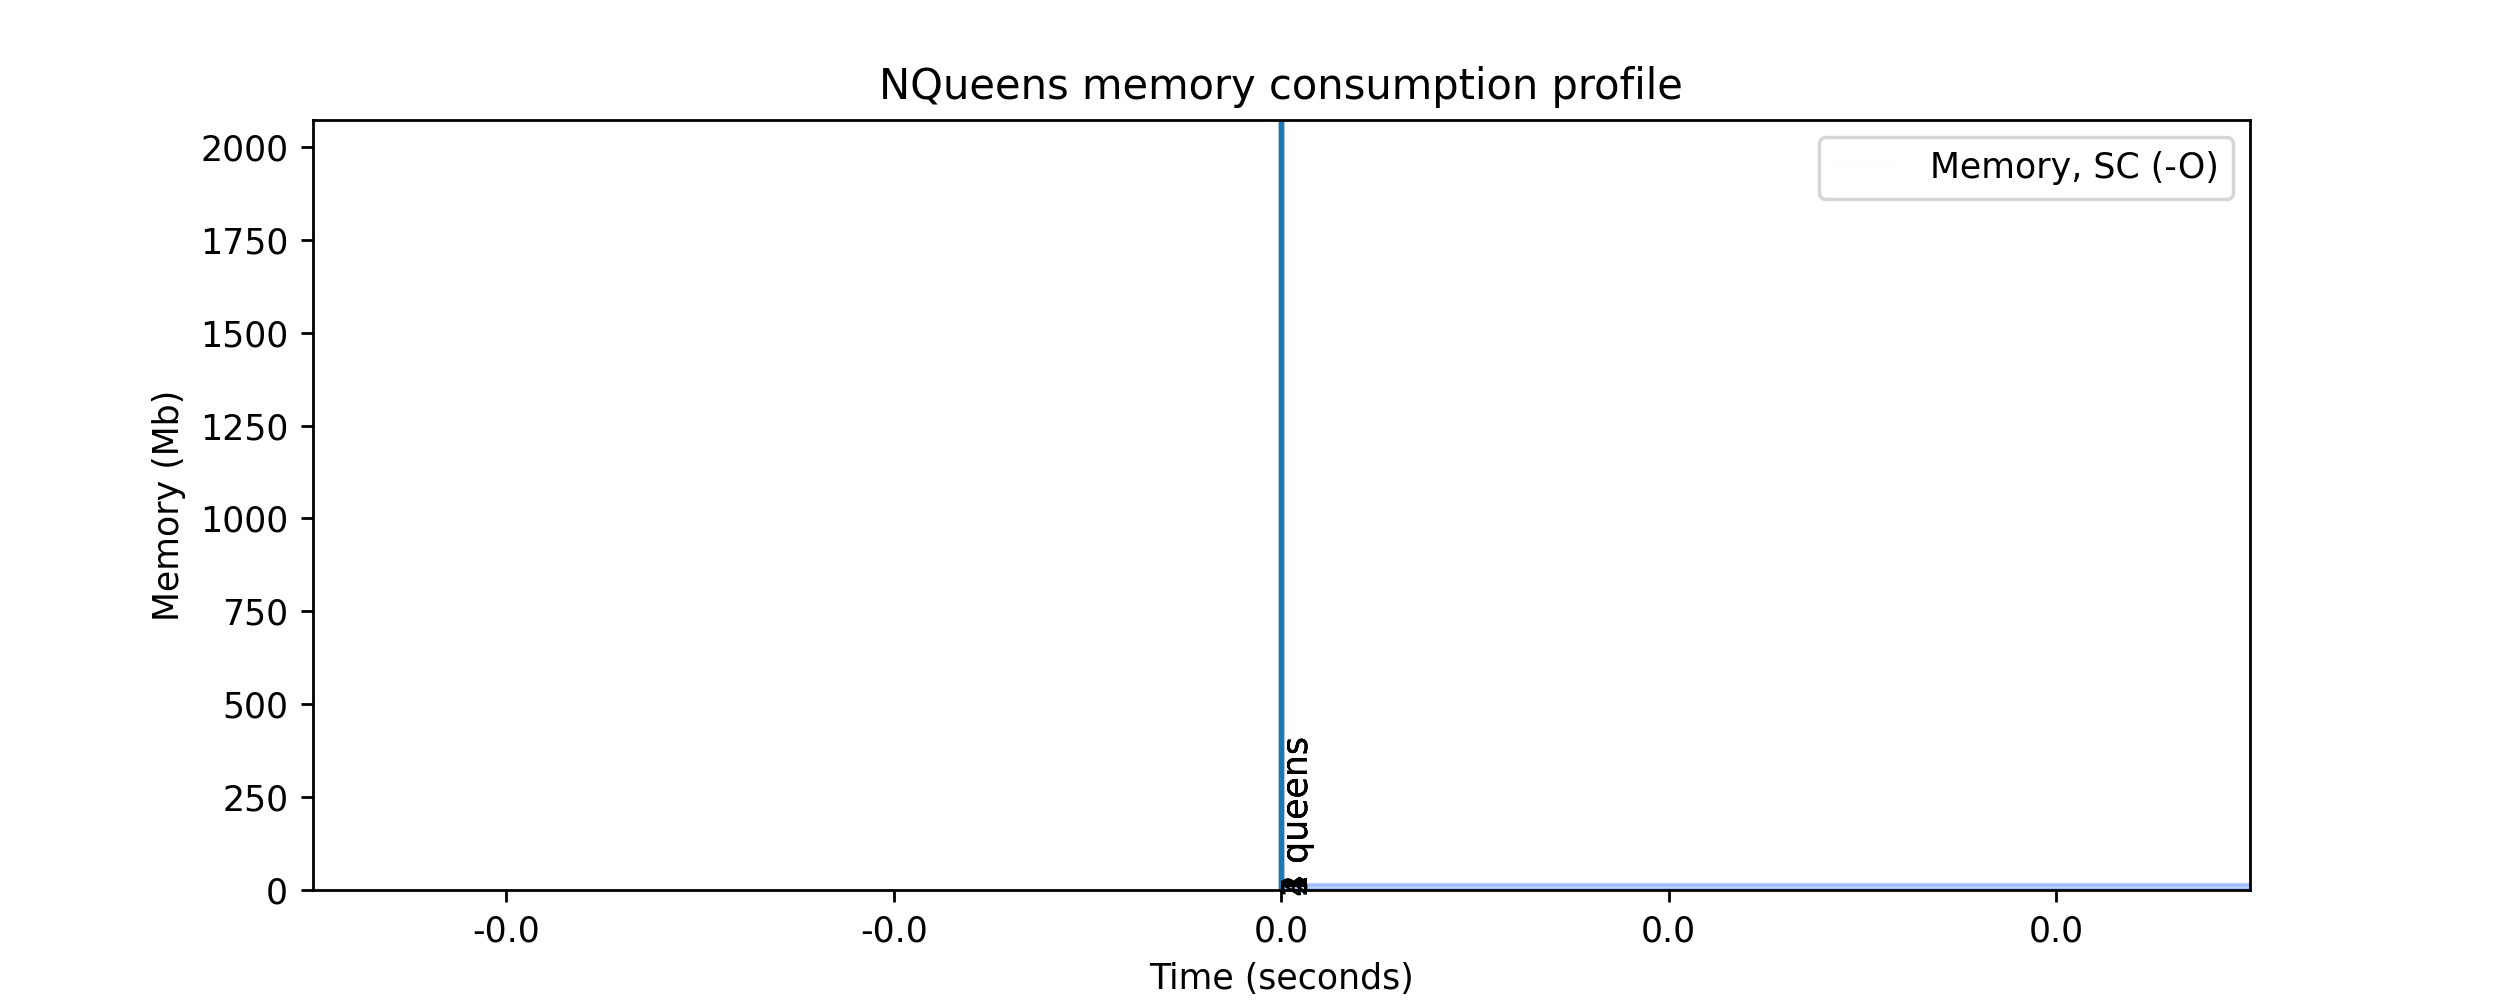 NQueens memory consumption profile
Memory, SC (-O)
2000
1750
1500
1250
1000
750
500
250
0
Memory (Mb)
queens
-0.0
-0.0
0.0
0.0
0.0
Time (seconds)